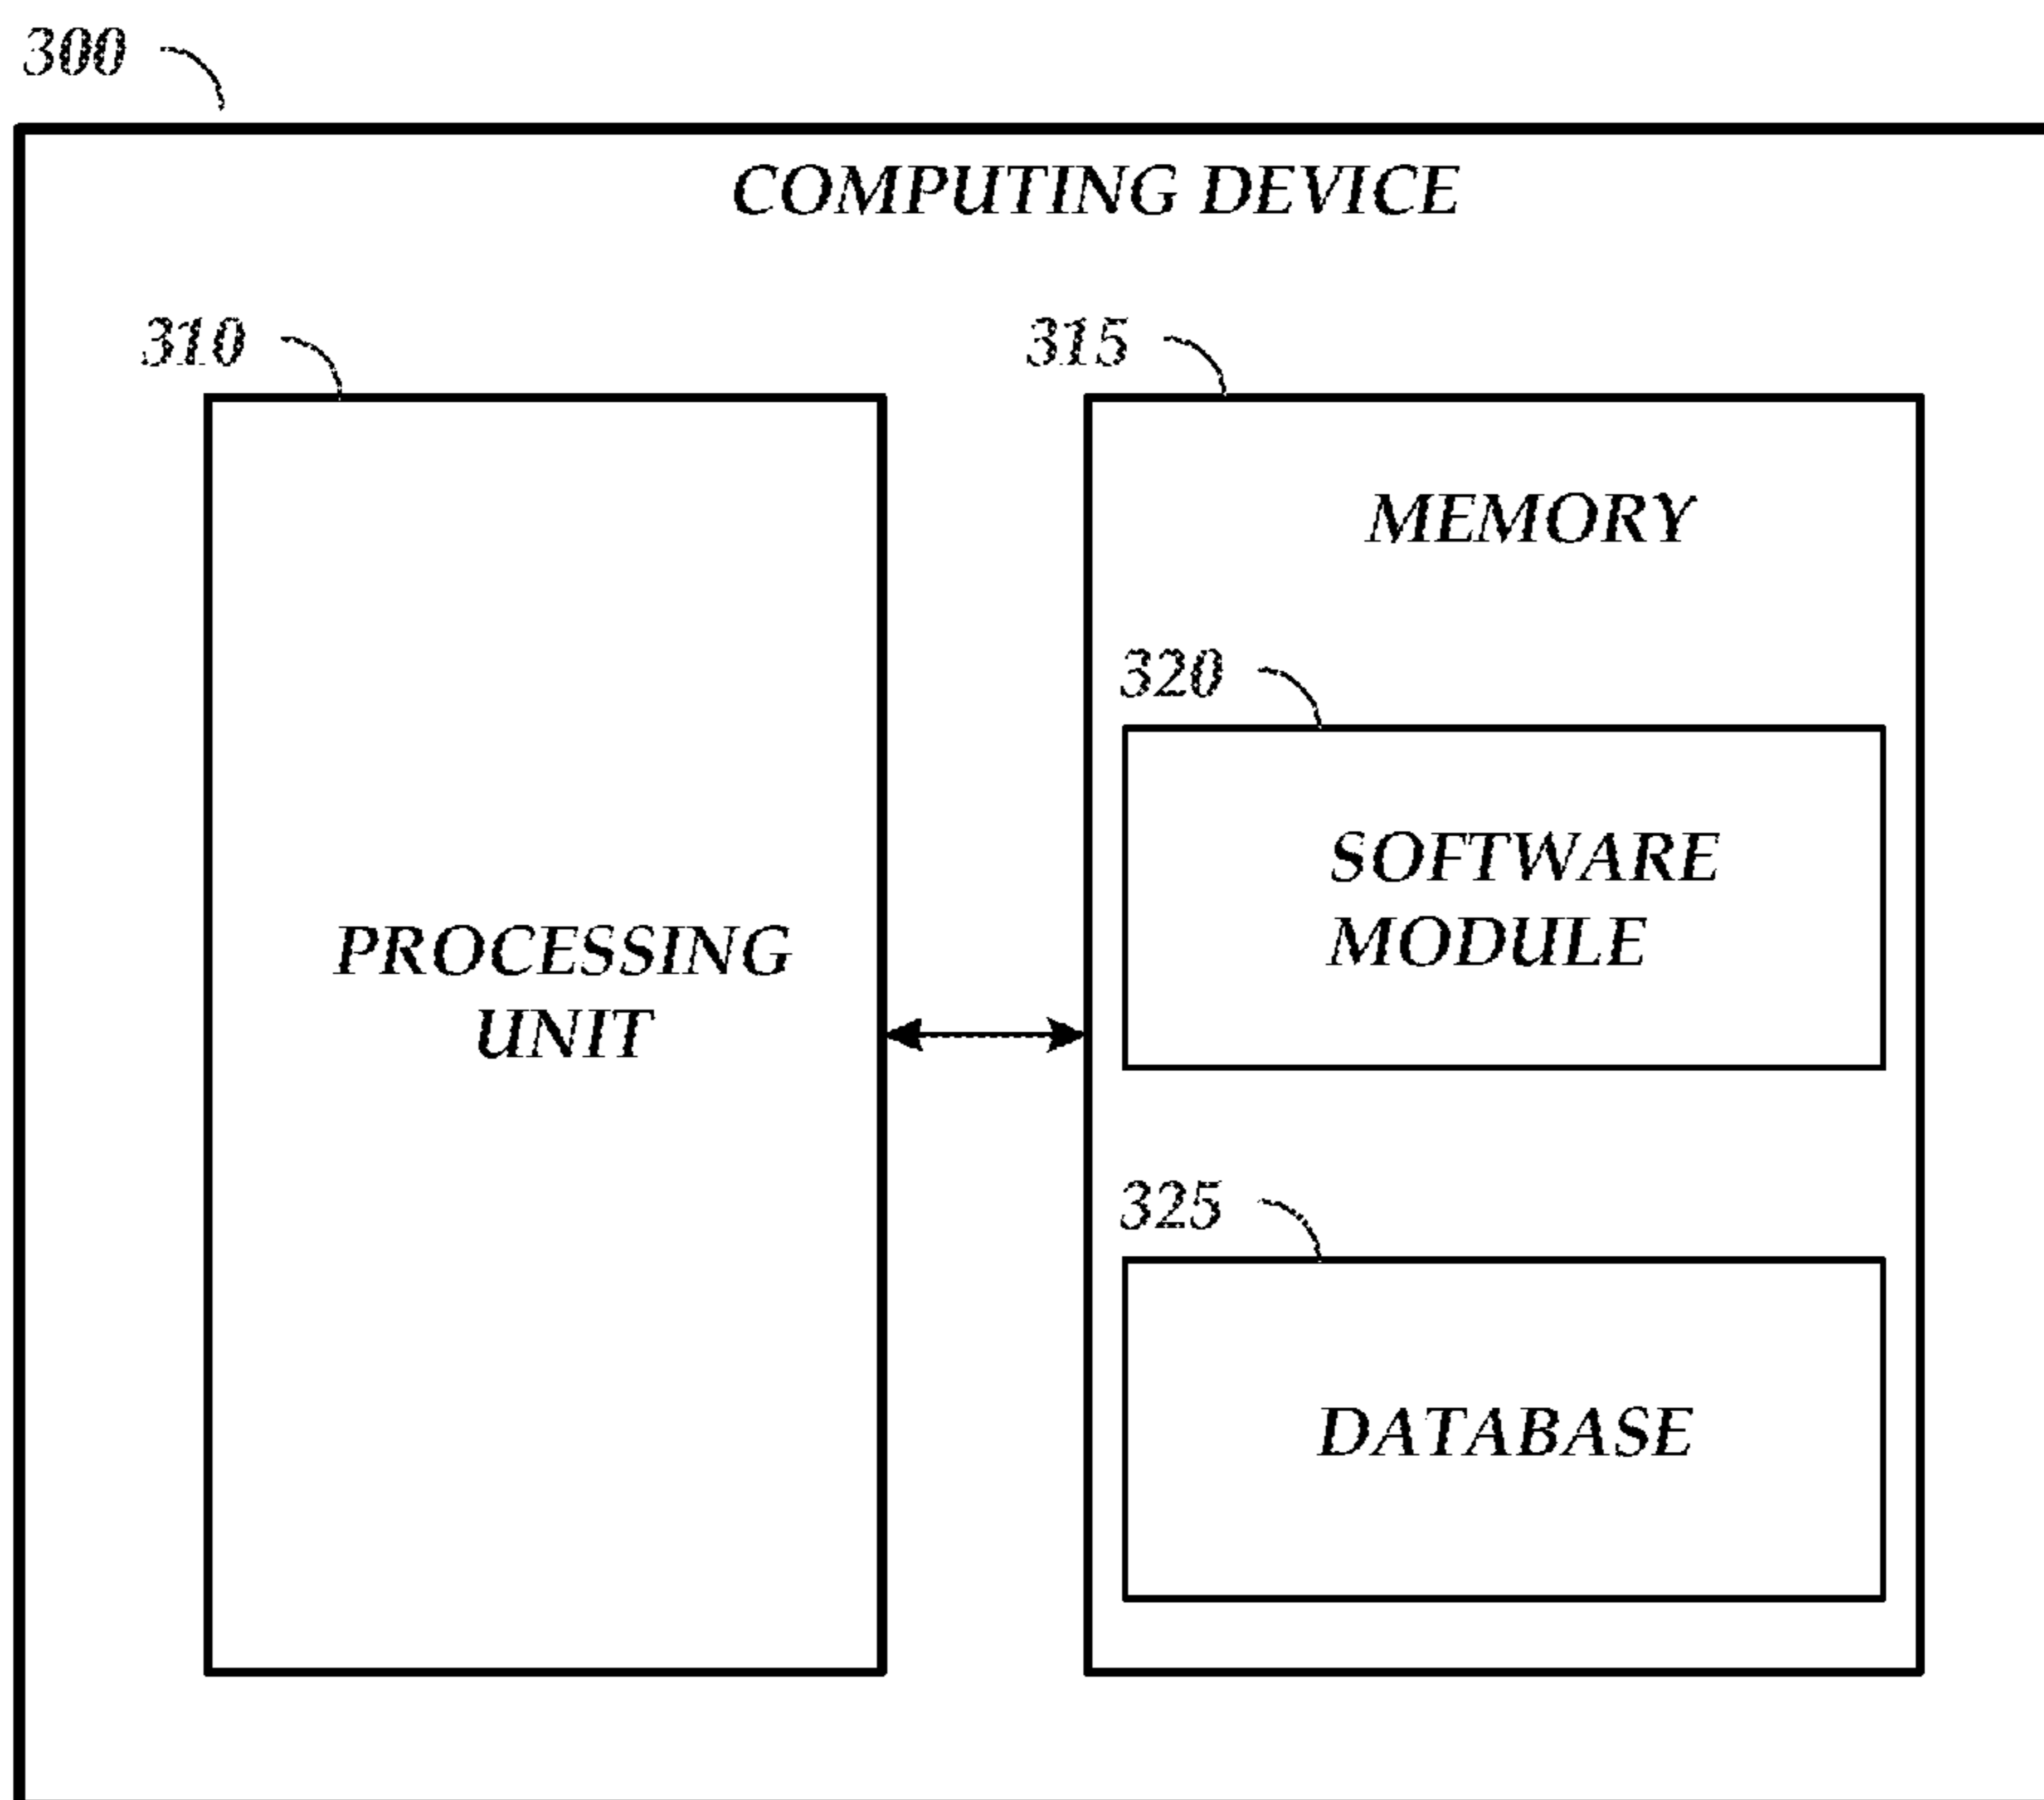 300
COMPUTING DEVICE
310
315
MEMORY
320
SOFTWARE
MODULE
PROCESSING
UNIT
325
DATABASE